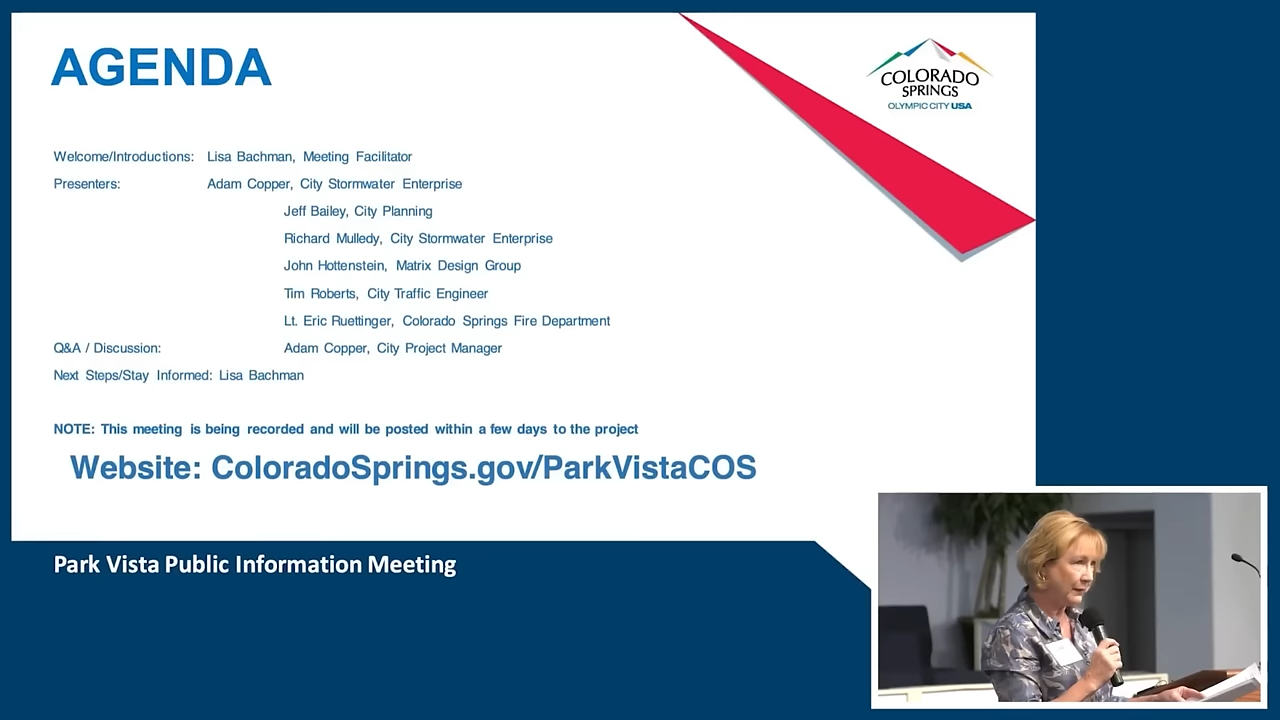 AGENDA
COLORADO
SPRINGS
OLYMPIC CITY USA
Welcome/Introductions: Lisa Bachman, Meeting Facilitator
Presenters: Adam Copper, City Stormwater Enterprise
Jeff Bailey, City Planning
Richard Mulledy, City Stormwater Enterprise
John Hottenstein, Matrix Design Group
Tim Roberts, City Traffic Engineer
Lt. Eric Ruettinger, Colorado Springs Fire Department
Q&A / Discussion: Adam Copper, City Project Manager
Next Steps/Stay Informed: Lisa Bachman
NOTE: This meeting is being recorded and will be posted within a few days to the project
Website: ColoradoSprings.gov/ParkVistaCOS
Park Vista Public Information Meeting